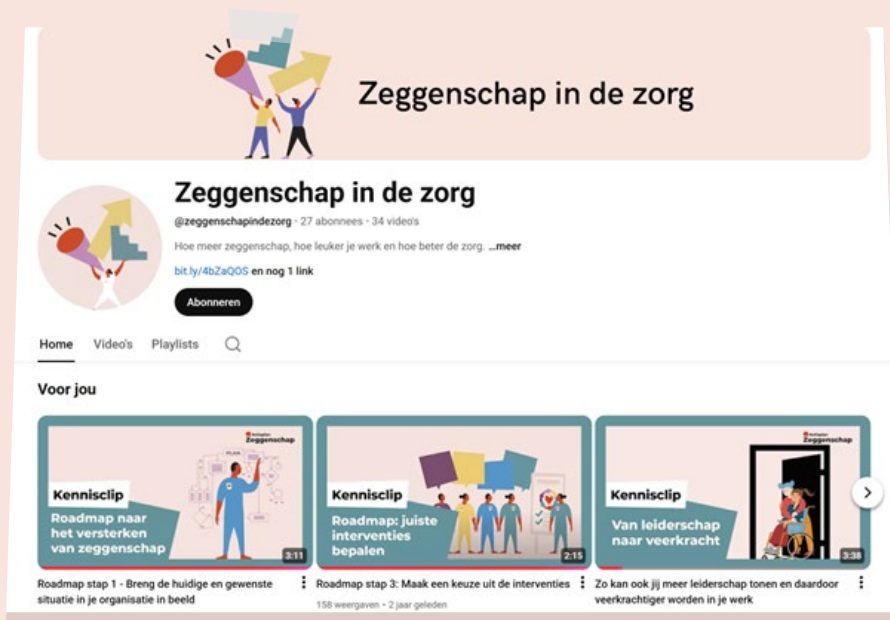 Zeggenschap in de zorg
Zeggenschap in de zorg
@zeggenschapindezorg · 27 abonnees · 34 video's
Hoe meer zeggenschap, hoe leuker je werk en hoe beter de zorg. ...meer
bit.ly/4bZaQOS en nog 1 link
Abonneren
Home Video's Playlists
Voor jou
Zeggenschap
PLAN
Kennisclip
Roadmap naar
het versterken
van zeggenschap
3:11
Roadmap stap 1 - Breng de huidige en gewenste
situatie in je organisatie in beeld
Kennisclip
Roadmap: juiste
interventies
bepalen
2:15
Roadmap stap 3: Maak een keuze uit de interventies
158 weergaven • 2 jaar geleden
Zeggenschap
Kennisclip
Van leiderschap
naar veerkracht
3:38
Zo kan ook jij meer leiderschap tonen en daardoor
veerkrachtiger worden in je werk